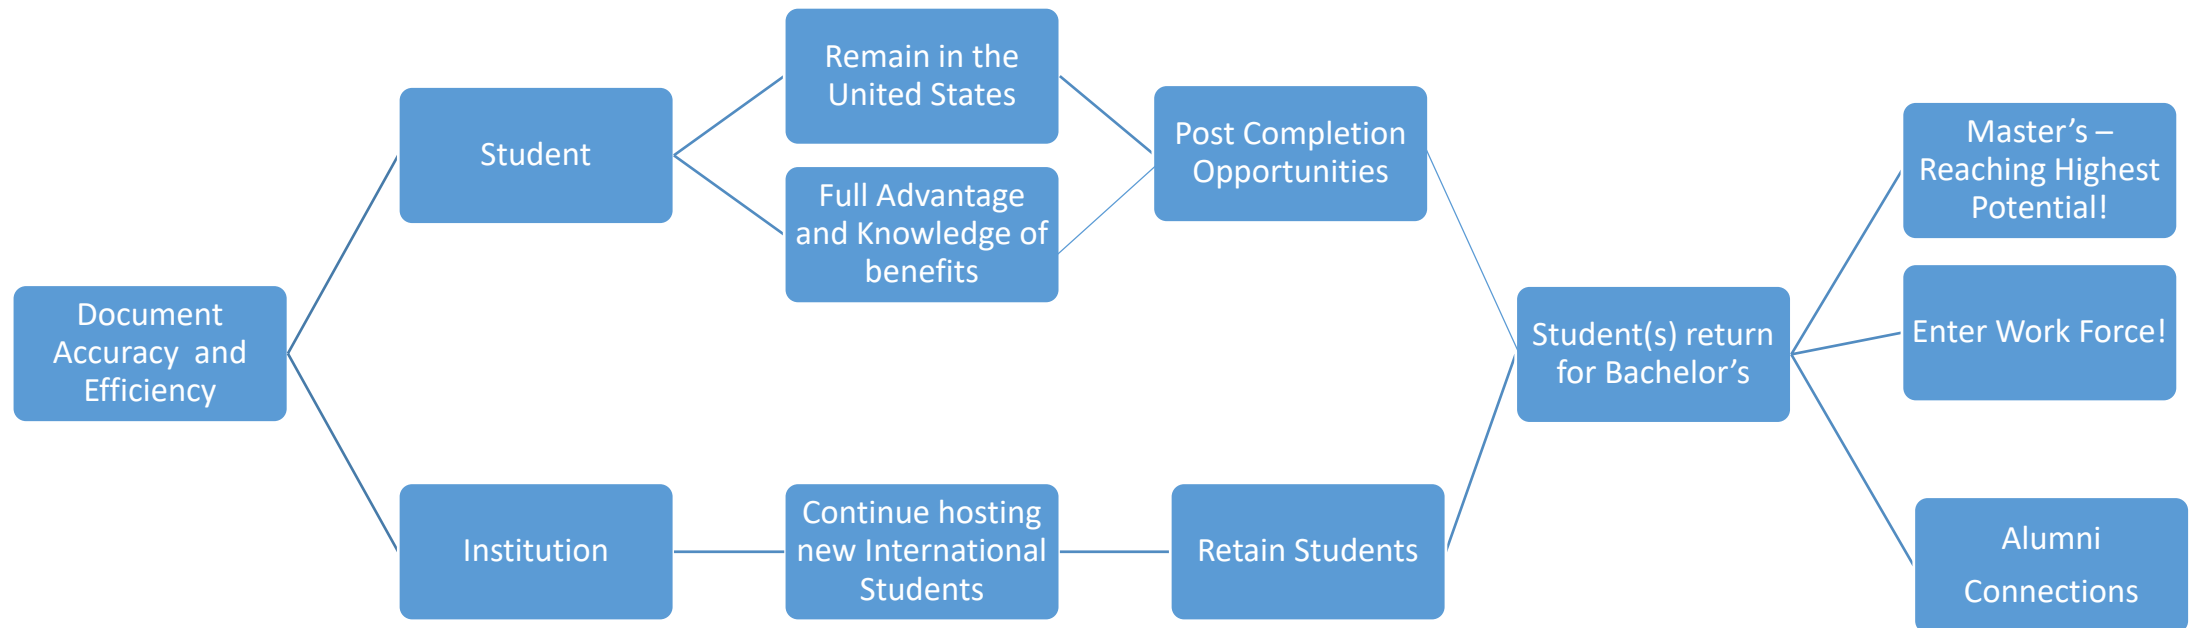 Document
Accuracy  and
Efficiency
Student
Institution
Remain in the
United States
Full Advantage
and Knowledge of
benefits
Continue hosting
new International
Students
Post Completion
Opportunities
Retain Students
Student(s) return
for Bachelor’s
Master’s –
Reaching Highest
Potential!
Enter Work Force!
Alumni
Connections